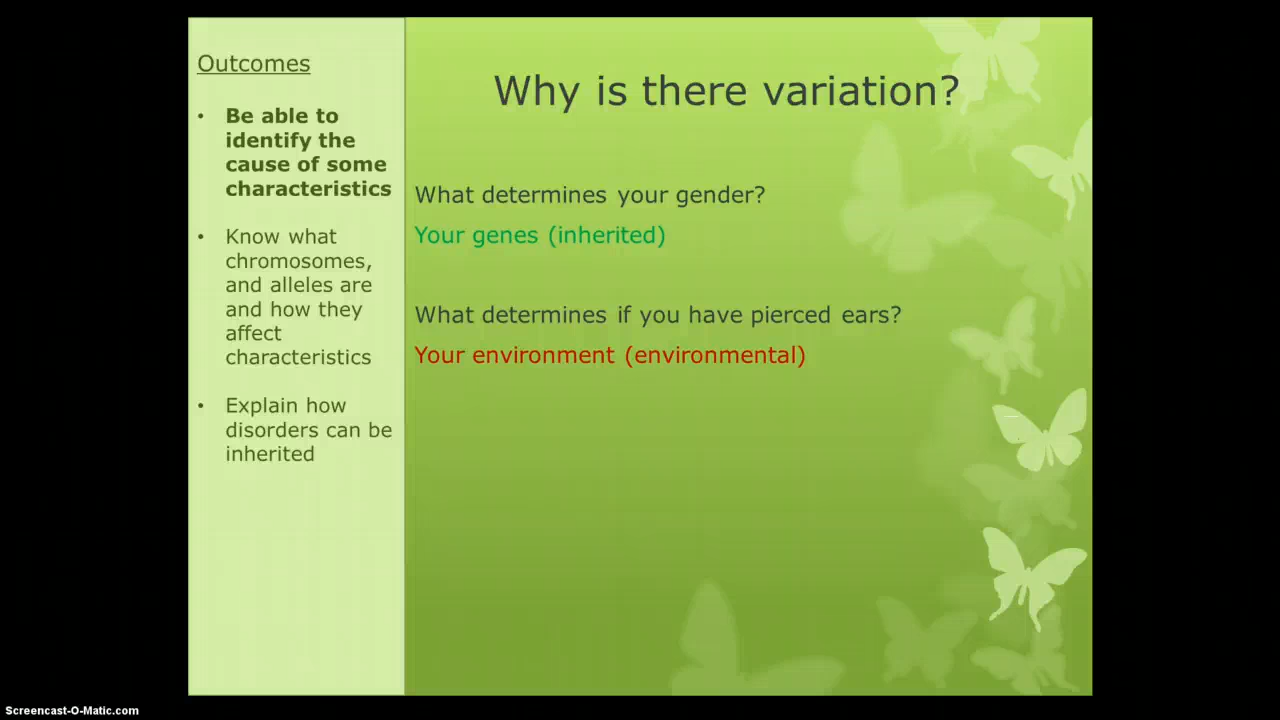 Outcomes
• Be able to
identify the
cause of some
characteristics
• Know what
chromosomes,
and alleles are
and how they
affect
characteristics
• Explain how
disorders can be
inherited
Why is there variation?
What determines your gender?
Your genes (inherited)
What determines if you have pierced ears?
Your environment (environmental)
Screencast-O-Matic.com